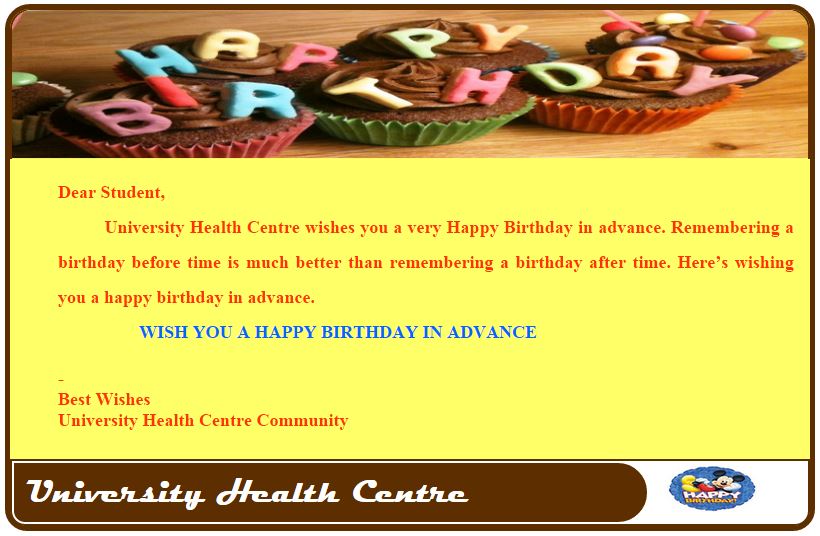 HAPPY
BIRTHDAY
Dear Student,
University Health Centre wishes you a very Happy Birthday in advance. Remembering a
birthday before time is much better than remembering a birthday after time. Here’s wishing
you a happy birthday in advance.
WISH YOU A HAPPY BIRTHDAY IN ADVANCE
-
Best Wishes
University Health Centre Community
University Health Centre
HAPPY
BIRTHDAY!